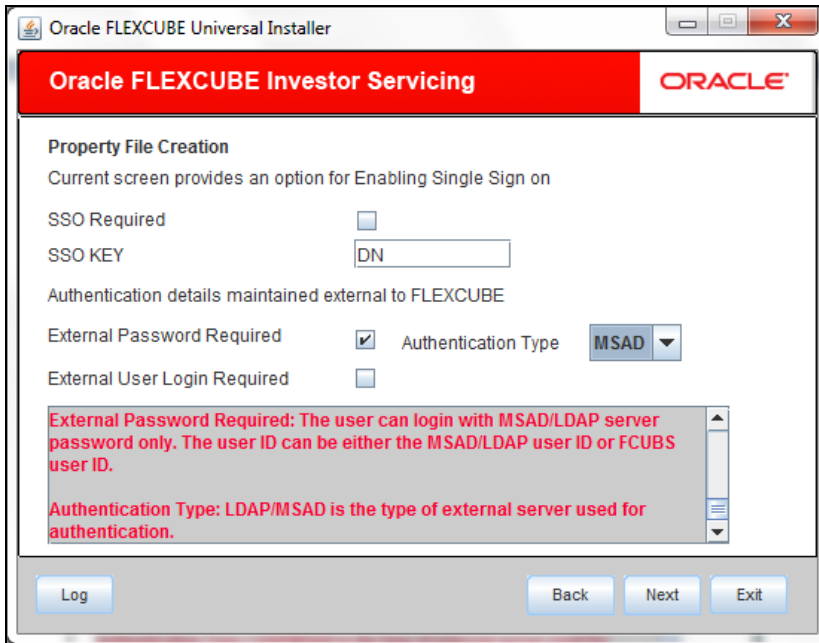 Oracle FLEXCUBE Universal Installer
Oracle FLEXCUBE Investor Servicing
ORACLE
Property File Creation
Current screen provides an option for Enabling Single Sign on
SSO Required
SSO KEY DN
Authentication details maintained external to FLEXCUBE
External Password Required Authentication Type MSAD
External User Login Required
External Password Required: The user can login with MSAD/LDAP server
password only. The user ID can be either the MSAD/LDAP user ID or FCUBS
user ID.
Authentication Type: LDAP/MSAD is the type of external server used for
authentication.
Log Back Next Exit